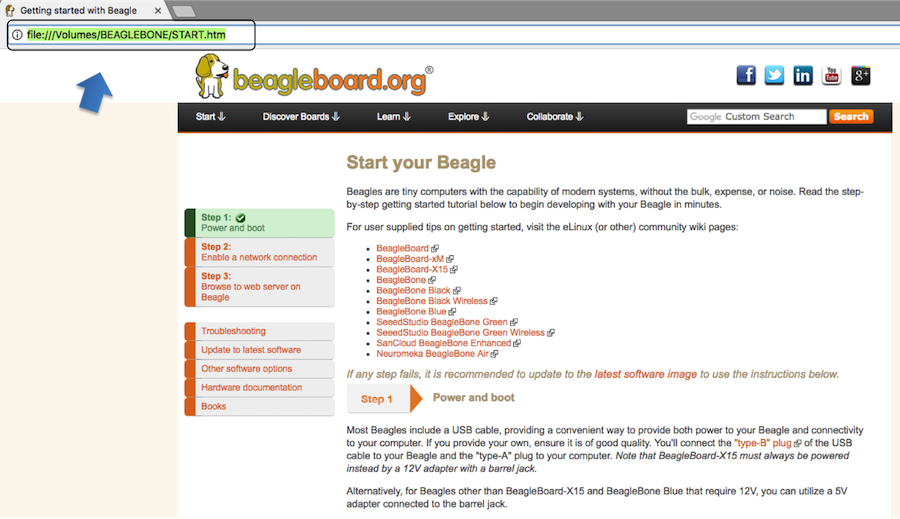 Getting started with Beagle
file:///Volumes/BEAGLEBONE/START.htm
beagleboard.org®
You
Tube
g+
Start
Discover Boards
Learn
Explore
Collaborate
Google Custom Search
Search
Start your Beagle
Beagles are tiny computers with the capability of modern systems, without the bulk, expense, or noise. Read the step-
by-step getting started tutorial below to begin developing with your Beagle in minutes.
For user supplied tips on getting started, visit the eLinux (or other) community wiki pages:
BeagleBoard
BeagleBoard-xM
BeagleBoard-X15
BeagleBone
BeagleBone Black
BeagleBone Black Wireless
BeagleBone Blue
SeeedStudio BeagleBone Green
SeeedStudio BeagleBone Green Wireless
SanCloud BeagleBone Enhanced
Neuromeka BeagleBone Air
If any step fails, it is recommended to update to the latest software image to use the instructions below.
Step 1
Power and boot
Most Beagles include a USB cable, providing a convenient way to provide both power to your Beagle and connectivity
to your computer. If you provide your own, ensure it is of good quality. You'll connect the "type-B" plug of the USB
cable to your Beagle and the "type-A" plug to your computer. Note that BeagleBoard-X15 must always be powered
instead by a 12V adapter with a barrel jack.
Alternatively, for Beagles other than BeagleBoard-X15 and BeagleBone Blue that require 12V, you can utilize a 5V
adapter connected to the barrel jack.
Step 1:
Power and boot
Step 2:
Enable a network connection
Step 3:
Browse to web server on
Beagle
Troubleshooting
Update to latest software
Other software options
Hardware documentation
Books